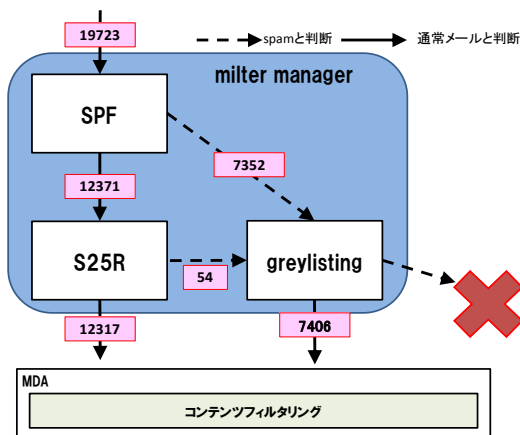 19723
spamと判断
通常メールと判断
milter manager
SPF
7352
12371
S25R
54
greylisting
12317
7406
MDA
コンテンツフィルタリング